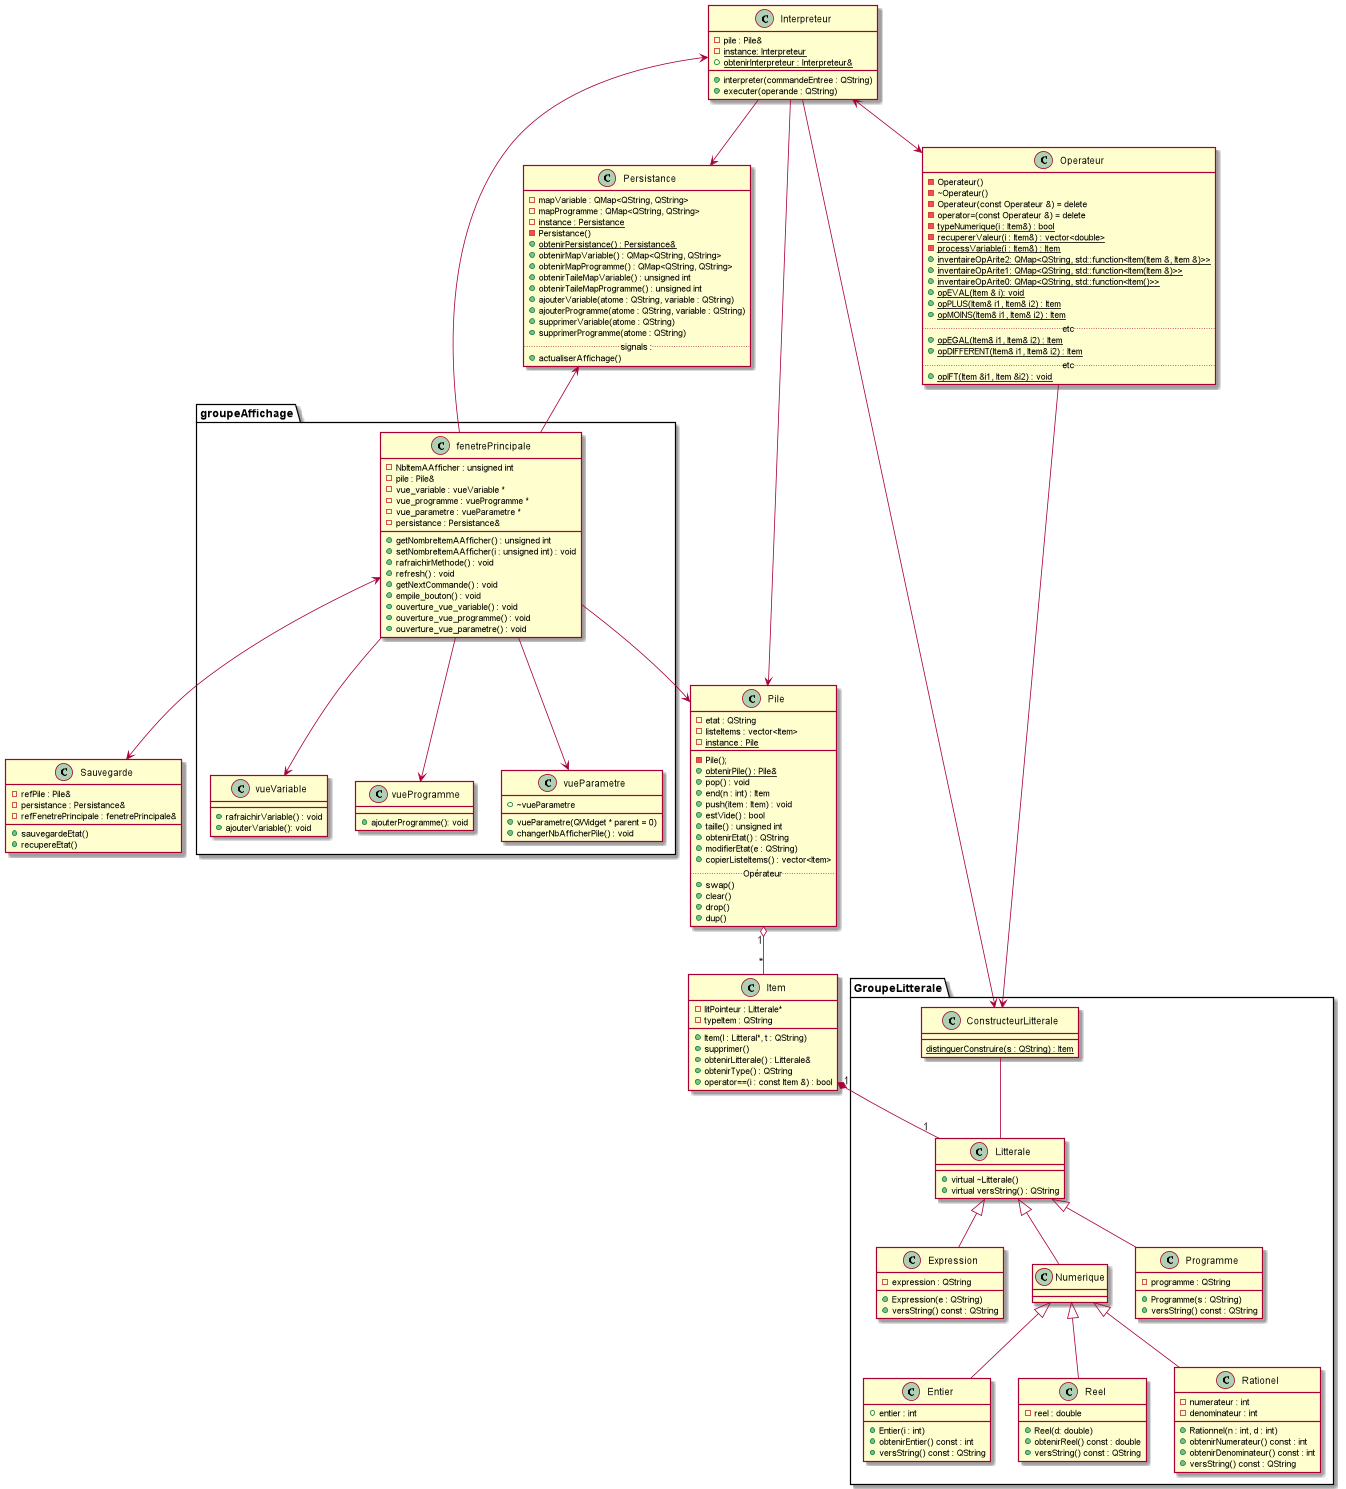 C Interpreteur
pile : Pile&
instance: Interpreteur
obtenirInterpreteur : Interpreteur&
interpreter(commandeEntree : QString)
executer(operande : QString)
C Operateur
Operateur()
~Operateur()
Operateur(const Operateur &) = delete
operator=(const Operateur &) = delete
typeNumerique(i : Item&) : bool
recupererValeur(i : Item&) : vector<double>
processVariable(i : Item&) : Item
inventaireOpArite2: QMap<QString, std::function<Item(Item &, Item &)>>
inventaireOpArite1: QMap<QString, std::function<Item(Item &)>>
inventaireOpArite0: QMap<QString, std::function<Item()>>
opEVAL(Item & i): void
opPLUS(Item& i1, Item& i2) : Item
opMOINS(Item& i1, Item& i2) : Item
etc
opEGAL(Item& i1, Item& i2) : Item
opDIFFERENT(Item& i1, Item& i2) : Item
etc
opIFT(Item &i1, Item &i2) : void
C Persistance
mapVariable : QMap<QString, QString>
mapProgramme : QMap<QString, QString>
instance : Persistance
Persistance()
obtenirPersistance() : Persistance&
obtenirMapVariable() : QMap<QString, QString>
obtenirMapProgramme() : QMap<QString, QString>
obtenirTaileMapVariable() : unsigned int
obtenirTaileMapProgramme() : unsigned int
ajouterVariable(atome : QString, variable : QString)
ajouterProgramme(atome : QString, variable : QString)
supprimerVariable(atome : QString)
supprimerProgramme(atome : QString)
signals :
actualiserAffichage()
groupeAffichage
C fenetrePrincipale
NbItemAAfficher : unsigned int
pile : Pile&
vue_variable : vueVariable *
vue_programme : vueProgramme *
vue_parametre : vueParametre *
persistance : Persistance&
getNombreItemAAfficher() : unsigned int
setNombreItemAAfficher(i : unsigned int) : void
rafraichirMethode() : void
refresh() : void
getNextCommande() : void
empile_bouton() : void
ouverture_vue_variable() : void
ouverture_vue_programme() : void
ouverture_vue_parametre() : void
C Pile
etat : QString
listeItems : vector<Item>
instance : Pile
Pile();
obtenirPile() : Pile&
pop() : void
end(n : int) : Item
push(item : Item) : void
estVide() : bool
taille() : unsigned int
obtenirEtat() : QString
modifierEtat(e : QString)
copierListeItems() : vector<Item>
Opérateur
swap()
clear()
drop()
dup()
C Sauvegarde
refPile : Pile&
persistance : Persistance&
refFenetrePrincipale : fenetrePrincipale&
sauvegardeEtat()
recupereEtat()
C vueVariable
rafraichirVariable() : void
ajouterVariable(): void
C vueProgramme
ajouterProgramme(): void
C vueParametre
~vueParametre
vueParametre(QWidget * parent = 0)
changerNbAfficherPile() : void
1
*
C Item
litPointeur : Litterale*
typeItem : QString
Item(l : Litteral*, t : QString)
supprimer()
obtenirLitterale() : Litterale&
obtenirType() : QString
operator==(i : const Item &) : bool
1
1
GroupeLitterale
C ConstructeurLitterale
distinguerConstruire(s : QString) : Item
C Litterale
virtual ~Litterale()
virtual versString() : QString
C Expression
expression : QString
Expression(e : QString)
versString() const : QString
C Numerique
C Programme
programme : QString
Programme(s : QString)
versString() const : QString
C Entier
entier : int
Entier(i : int)
obtenirEntier() const : int
versString() const : QString
C Reel
reel : double
Reel(d: double)
obtenirReel() const : double
versString() const : QString
C Rationel
numerateur : int
denominateur : int
Rationnel(n : int, d : int)
obtenirNumerateur() const : int
obtenirDenominateur() const : int
versString() const : QString